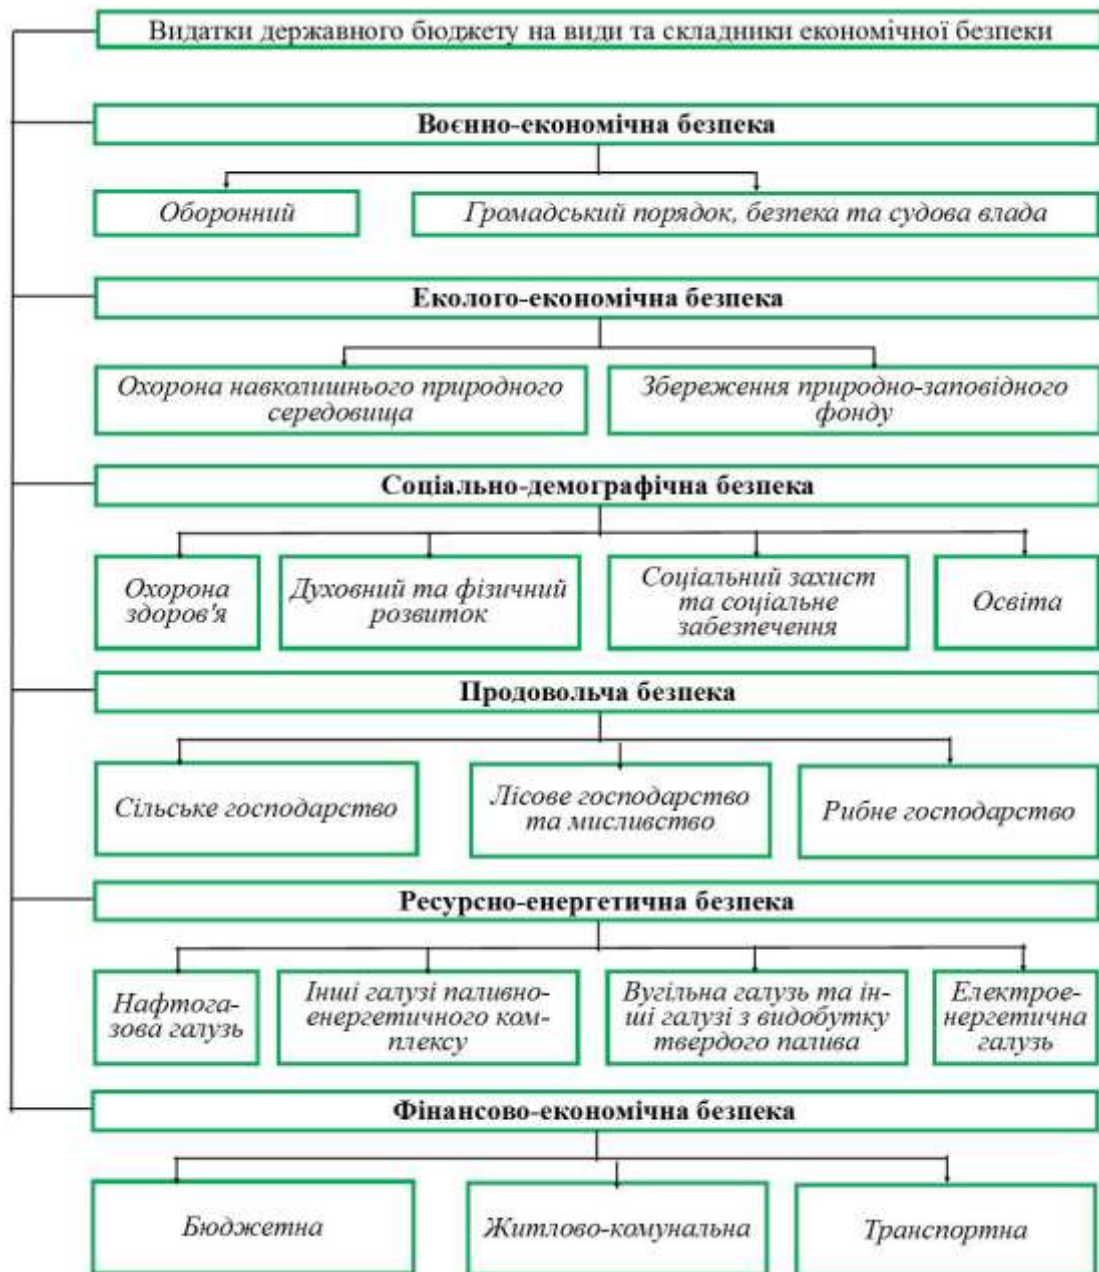 Видатки державного бюджету на види та складники економічної безпеки
Воєнно-економічна безпека
Оборонний
Громадський порядок, безпека та судова влада
Еколого-економічна безпека
Охорона навколишнього природного
середовища
Збереження природно-заповідного
фонду
Соціально-демографічна безпека
Охорона
здоров'я
Духовний та фізичний
розвиток
Соціальний захист
та соціальне
забезпечення
Освіта
Продовольча безпека
Сільське господарство
Лісове господарство
та мисливство
Рибне господарство
Ресурсно-енергетична безпека
Нафтога-
зова галузь
Інші галузі паливно-
енергетичного ком-
плексу
Вугільна галузь та ін-
ші галузі з видобутку
твердого палива
Електрое-
нергетична
галузь
Фінансово-економічна безпека
Бюджетна
Житлово-комунальна
Транспортна